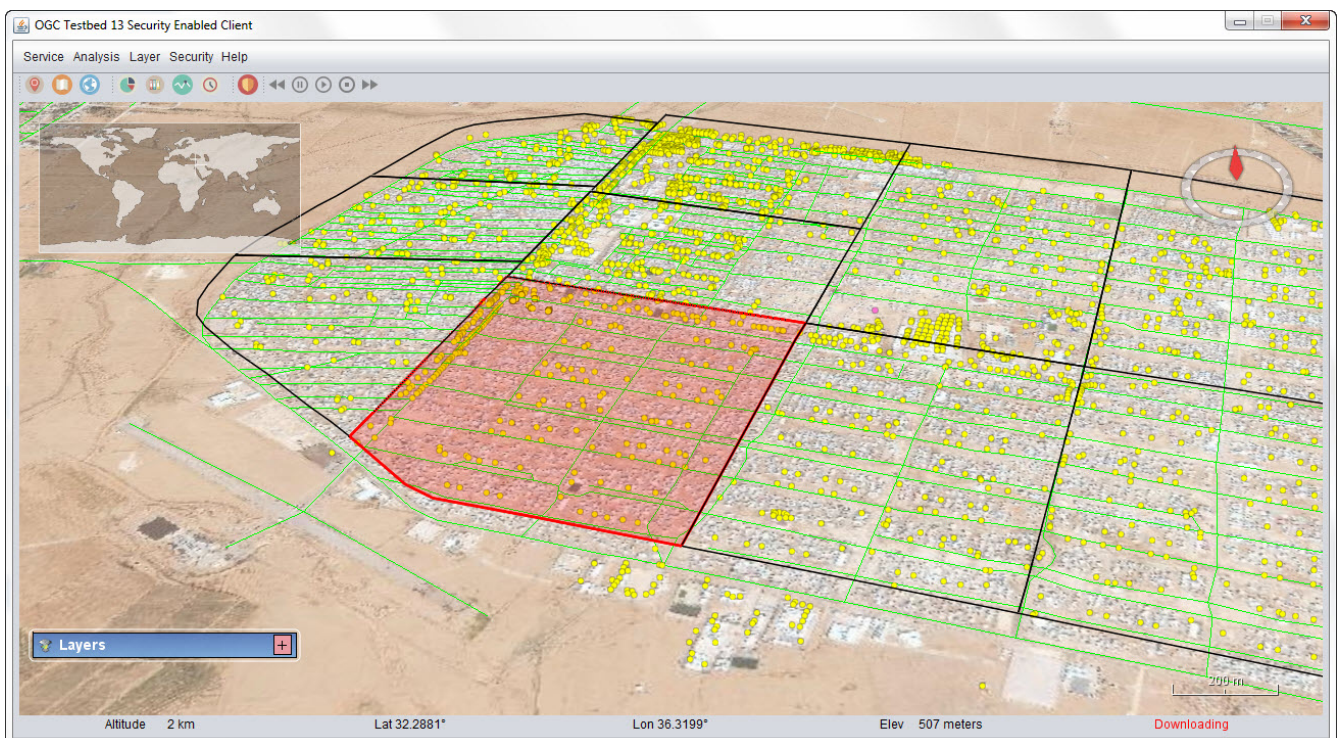 OGC Testbed 13 Security Enabled Client
Service Analysis Layer Security Help
Layers
200 m
Altitude 2 km Lat 32.2881° Lon 36.3199° Elev 507 meters Downloading